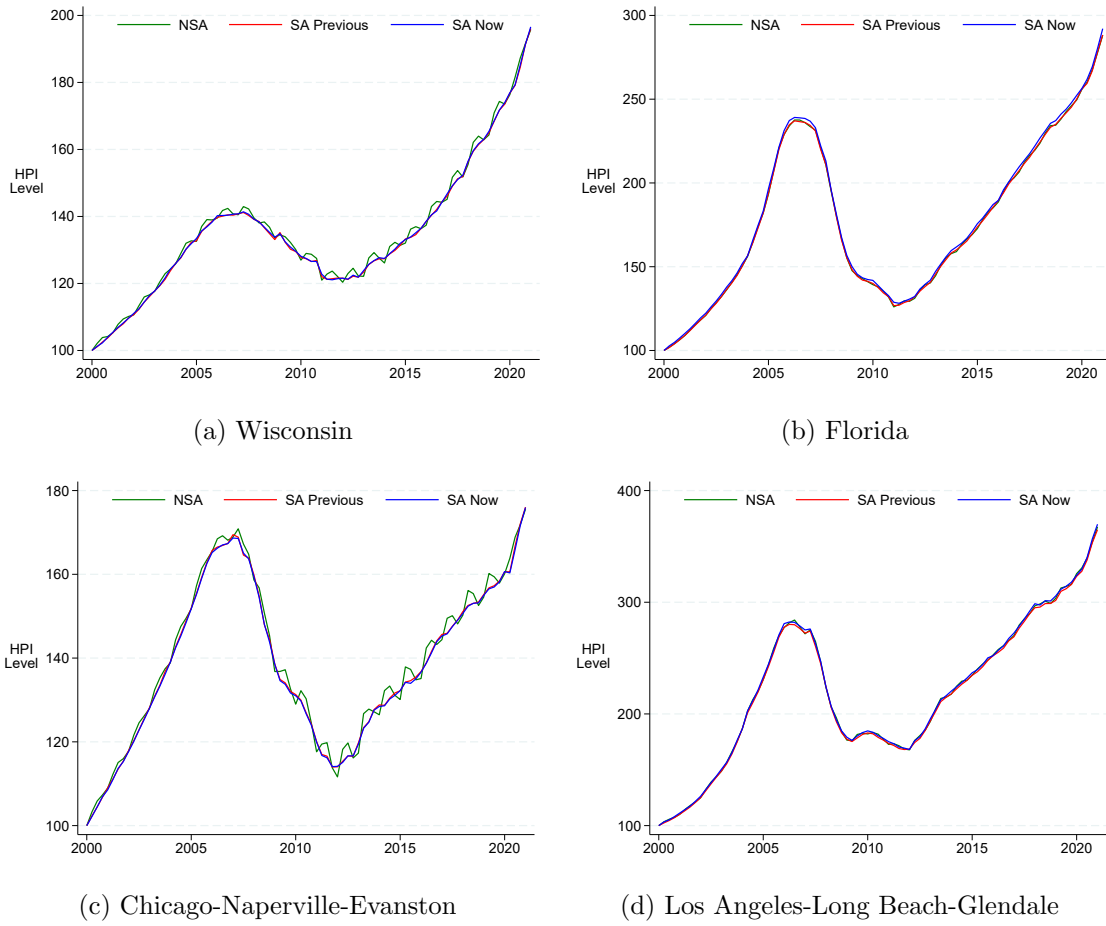 200
NSA SA Previous SA Now
180
160
HPI
Level
140
120
100
2000 2005 2010 2015 2020
(a) Wisconsin
300
NSA SA Previous SA Now
250
HPI
Level
200
150
100
2000 2005 2010 2015 2020
(b) Florida
180
NSA SA Previous SA Now
160
HPI
Level
140
120
100
2000 2005 2010 2015 2020
(c) Chicago-Naperville-Evanston
400
NSA SA Previous SA Now
300
HPI
Level
200
100
2000 2005 2010 2015 2020
(d) Los Angeles-Long Beach-Glendale